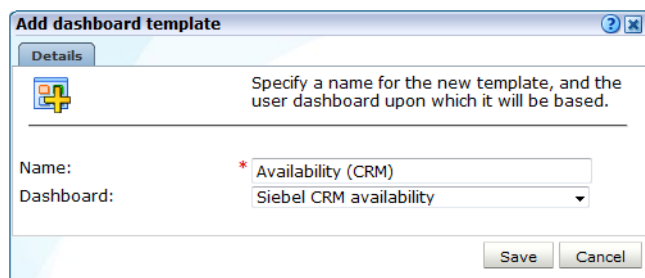 Add dashboard template
Details
Specify a name for the new template, and the
user dashboard upon which it will be based.
Name: * Availability (CRM)
Dashboard: Siebel CRM availability
Save Cancel